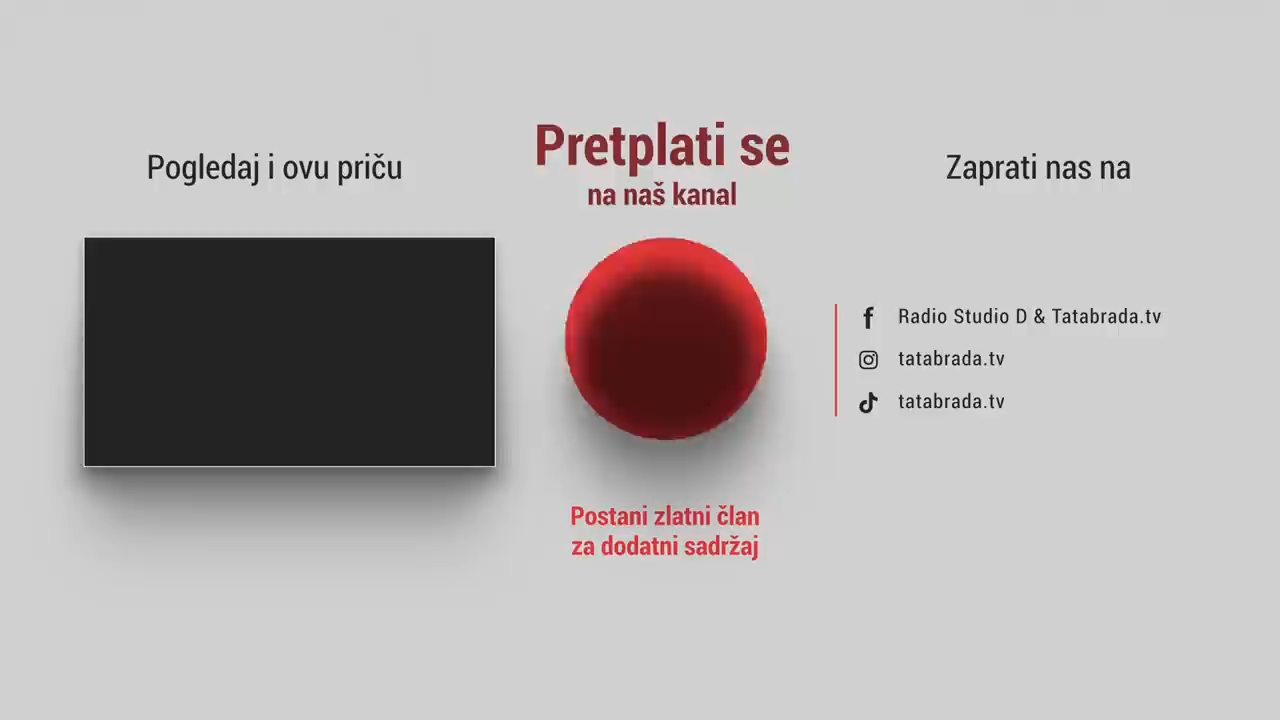 Pogledaj i ovu priču
Pretplati se
na naš kanal
Postani zlatni član
za dodatni sadržaj
Zaprati nas na
Radio Studio D & Tatabrada.tv
tatabrada.tv
tatabrada.tv